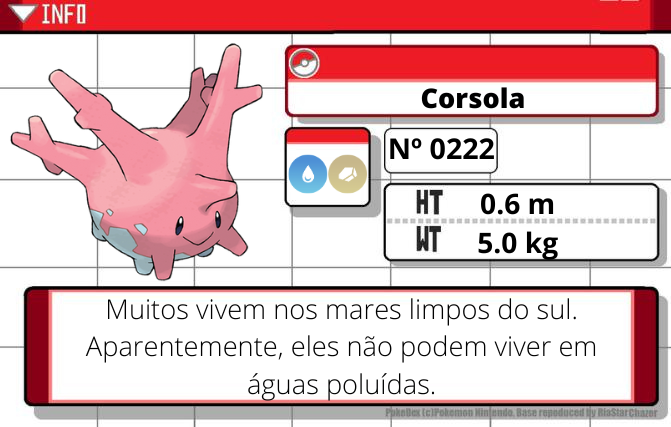 INFO
Corsola
Nº 0222
HT 0.6 m
WT 5.0 kg
Muitos vivem nos mares limpos do sul.
Aparentemente, eles não podem viver em
águas poluídas.
PokeDex (c)Pokemon Nintendo. Base repoduced by RiaStarChazer